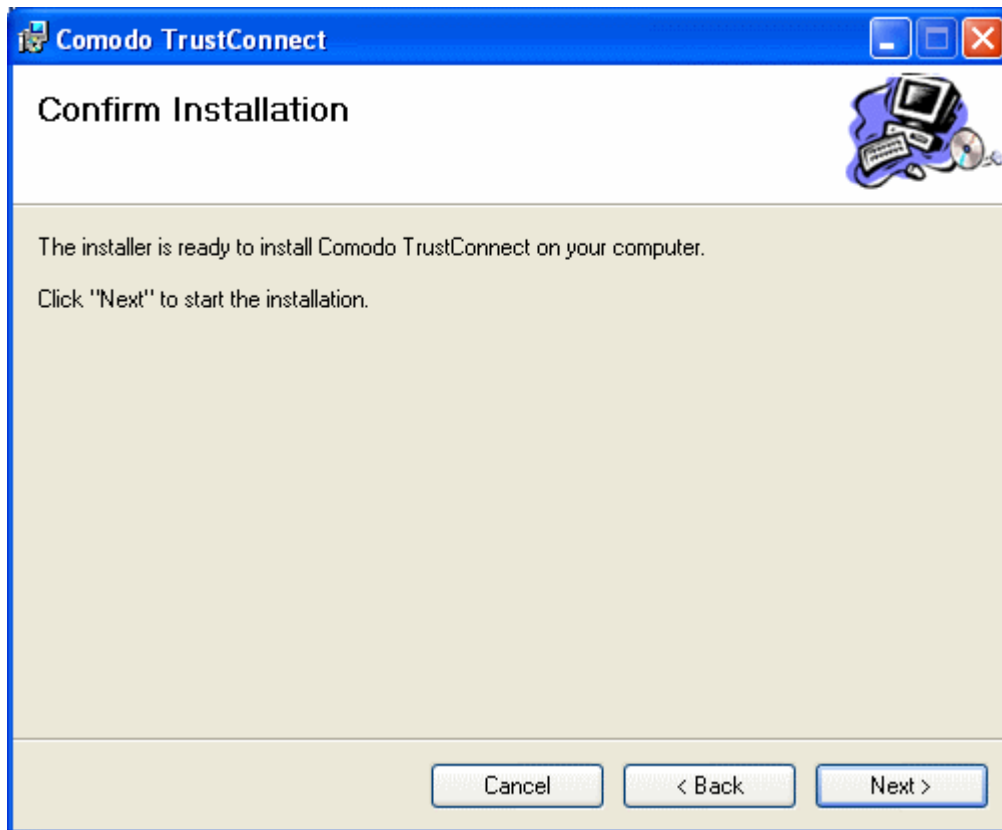 Comodo TrustConnect
Confirm Installation
The installer is ready to install Comodo TrustConnect on your computer.
Click "Next" to start the installation.
Cancel
< Back
Next >